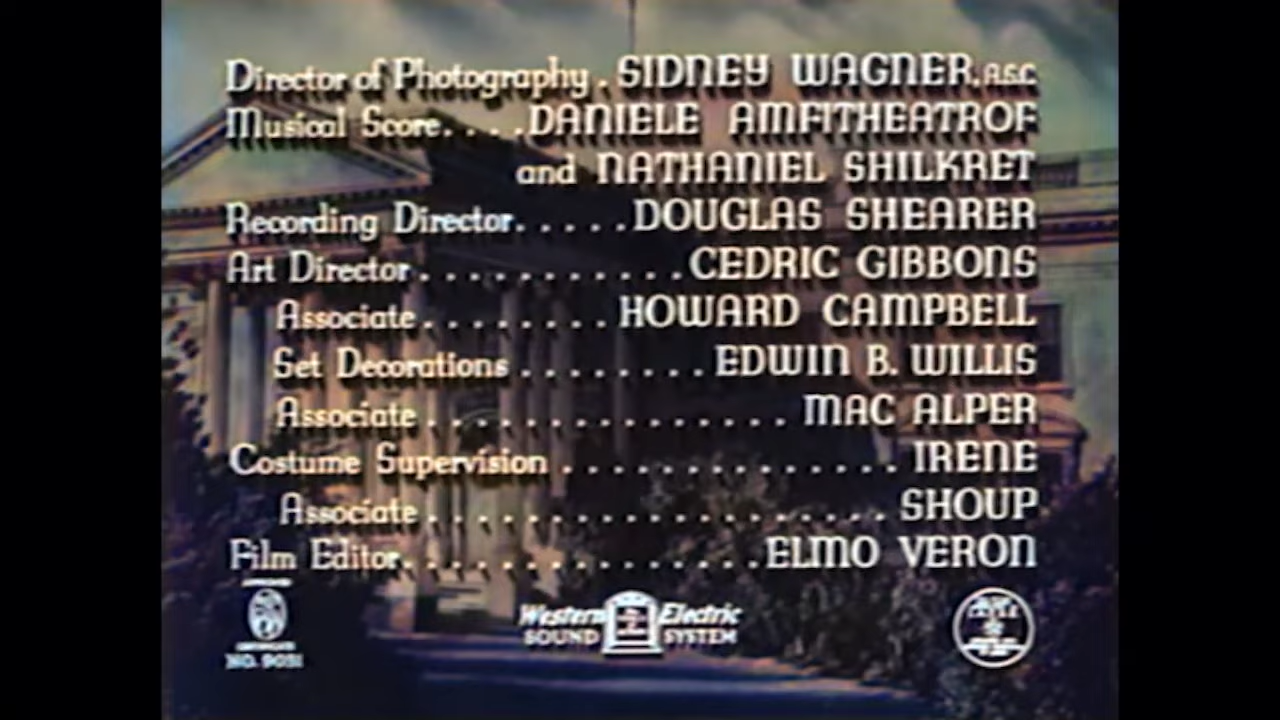 Director of Photography . SIDNEY WAGNER, A.S.C.
Musical Score. . . . DANIELE AMFITHEATROF
and NATHANIEL SHILKRET
Recording Director. . . . . DOUGLAS SHEARER
Art Director . . . . . . . . . . . CEDRIC GIBBONS
Associate . . . . . . . . HOWARD CAMPBELL
Set Decorations . . . . . . . . EDWIN B. WILLIS
Associate . . . . . . . . . . . . . . . MAC ALPER
Costume Supervision . . . . . . . . . . . . . . IRENE
Associate . . . . . . . . . . . . . . . . . . . SHOUP
Film Editor. . . . . . . . . . . . . . . ELMO VERON
APPROVED
CERTIFICATE
NO. 9031
Western Electric
SOUND SYSTEM